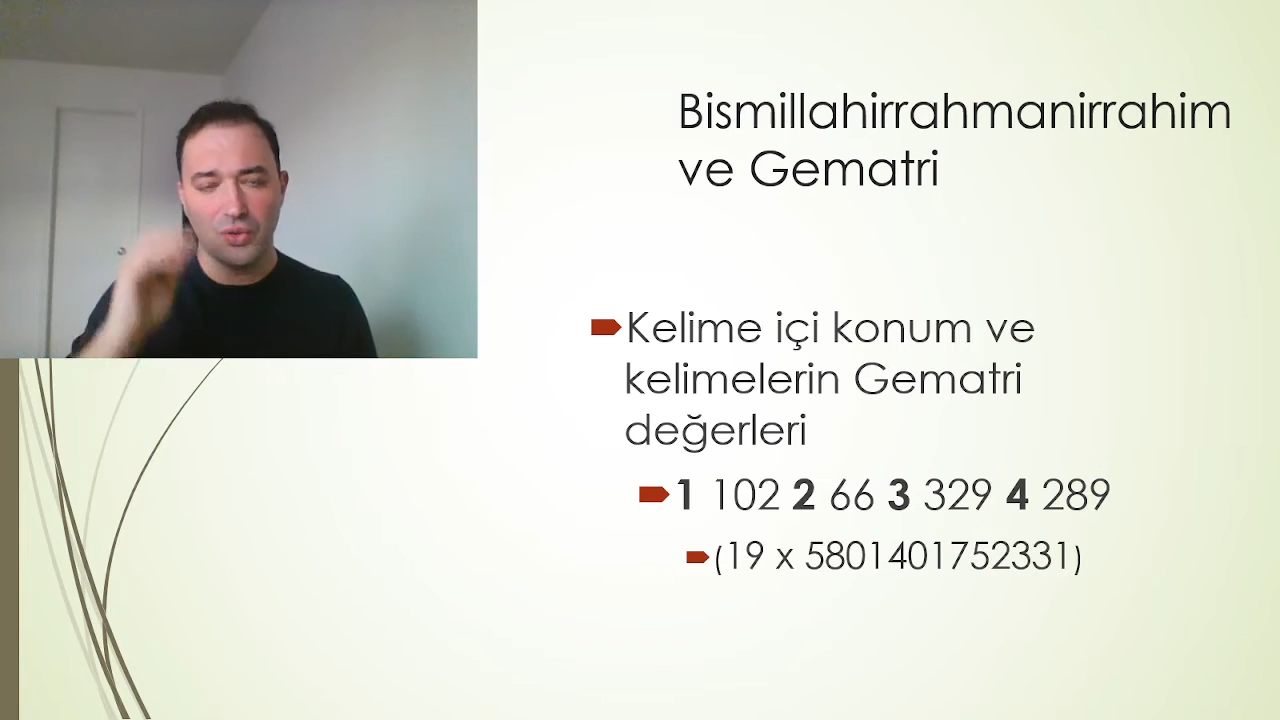 Bismillahirrahmanirrahim
ve Gematri
Kelime içi konum ve
kelimelerin Gematri
değerleri
1 102 2 66 3 329 4 289
(19 x 5801401752331)